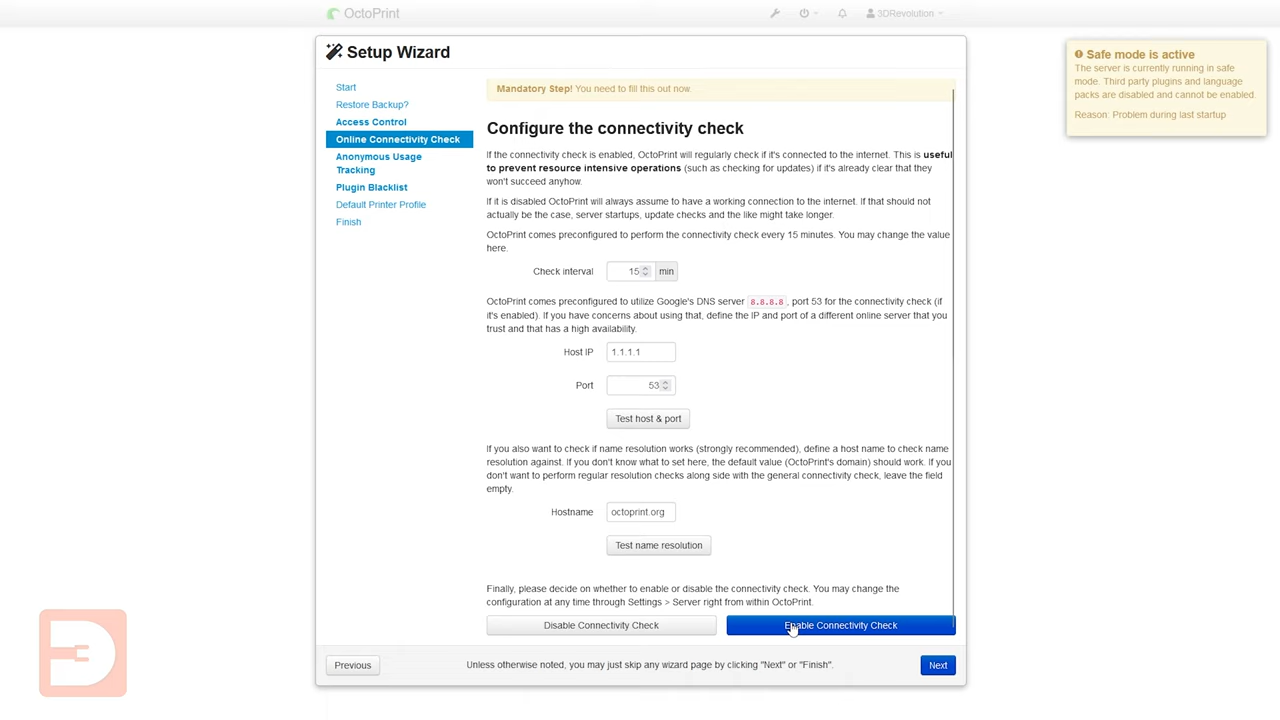 OctoPrint
3DRevolution
Setup Wizard
Safe mode is active
The server is currently running in safe
mode. Third party plugins and language
packs are disabled and cannot be enabled.
Reason: Problem during last startup
Start
Restore Backup?
Access Control
Online Connectivity Check
Anonymous Usage
Tracking
Plugin Blacklist
Default Printer Profile
Finish
Mandatory Step! You need to fill this out now.
Configure the connectivity check
If the connectivity check is enabled, OctoPrint will regularly check if it's connected to the internet. This is useful
to prevent resource intensive operations (such as checking for updates) if it's already clear that they
won't succeed anyhow.
If it is disabled OctoPrint will always assume to have a working connection to the internet. If that should not
actually be the case, server startups, update checks and the like might take longer.
OctoPrint comes preconfigured to perform the connectivity check every 15 minutes. You may change the value
here.
Check interval 15 min
OctoPrint comes preconfigured to utilize Google's DNS server 8.8.8.8, port 53 for the connectivity check (if
it's enabled). If you have concerns about using that, define the IP and port of a different online server that you
trust and that has a high availability.
Host IP 1.1.1.1
Port 53
Test host & port
If you also want to check if name resolution works (strongly recommended), define a host name to check name
resolution against. If you don't know what to set here, the default value (OctoPrint's domain) should work. If you
don't want to perform regular resolution checks along side with the general connectivity check, leave the field
empty.
Hostname octoprint.org
Test name resolution
Finally, please decide on whether to enable or disable the connectivity check. You may change the
configuration at any time through Settings > Server right from within OctoPrint.
Disable Connectivity Check Enable Connectivity Check
Previous Unless otherwise noted, you may just skip any wizard page by clicking "Next" or "Finish". Next